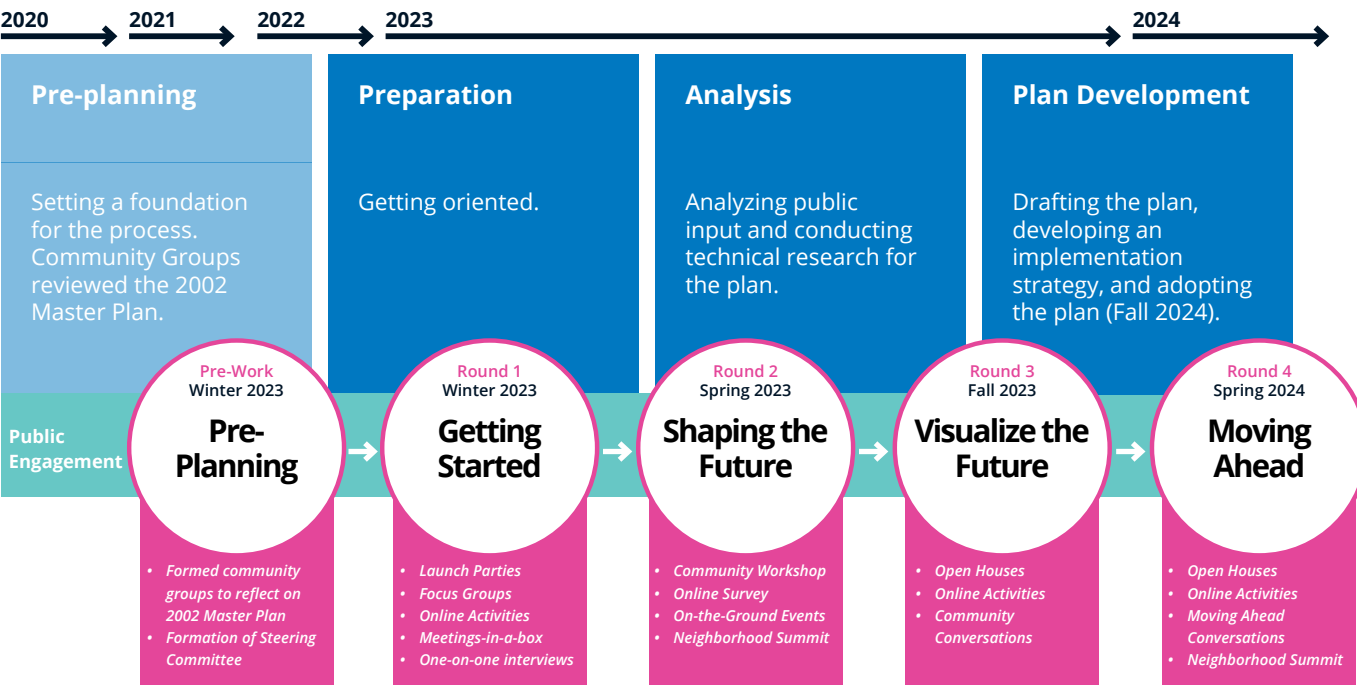 2020
2021
2022
2023
2024
Pre-planning
Setting a foundation
for the process.
Community Groups
reviewed the 2002
Master Plan.
Preparation
Getting oriented.
Analysis
Analyzing public
input and conducting
technical research for
the plan.
Plan Development
Drafting the plan,
developing an
implementation
strategy, and adopting
the plan (Fall 2024).
Public
Engagement
Pre-Work
Winter 2023
Pre-
Planning
• Formed community
groups to reflect on
2002 Master Plan
• Formation of Steering
Committee
Round 1
Winter 2023
Getting
Started
• Launch Parties
• Focus Groups
• Online Activities
• Meetings-in-a-box
• One-on-one interviews
Round 2
Spring 2023
Shaping the
Future
• Community Workshop
• Online Survey
• On-the-Ground Events
• Neighborhood Summit
Round 3
Fall 2023
Visualize the
Future
• Open Houses
• Online Activities
• Community
Conversations
Round 4
Spring 2024
Moving
Ahead
• Open Houses
• Online Activities
• Moving Ahead
Conversations
• Neighborhood Summit